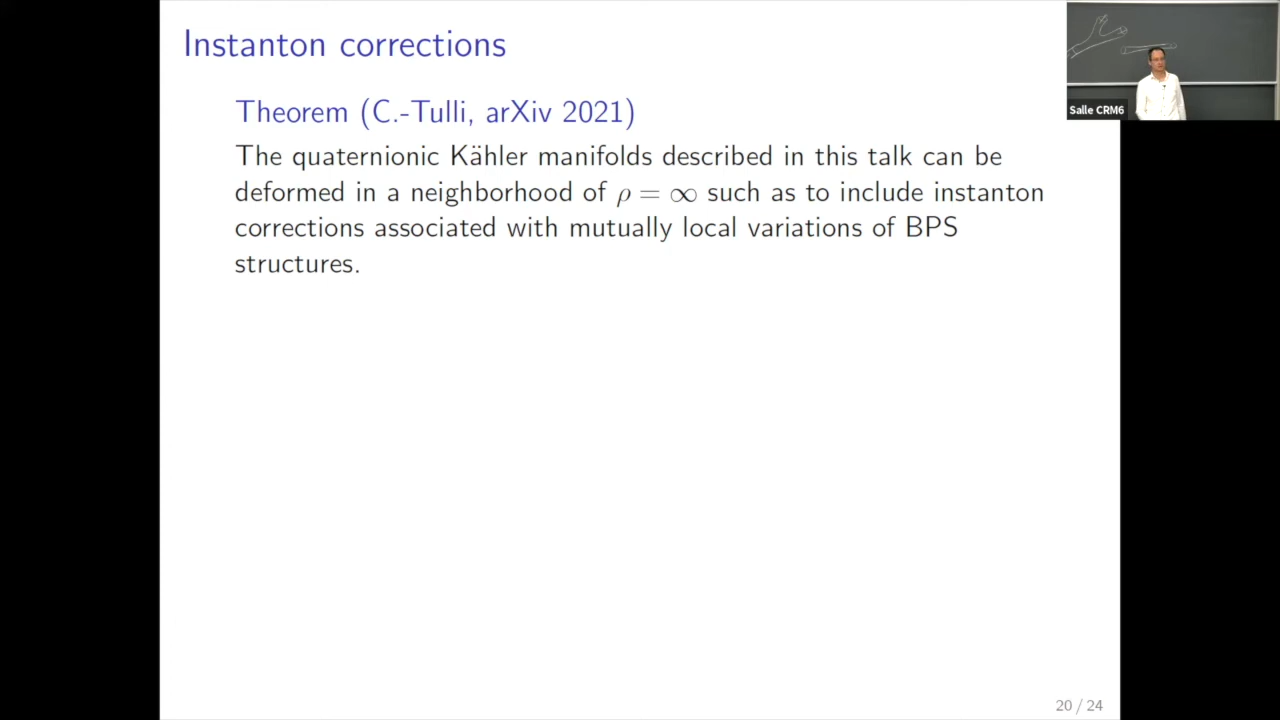 Instanton corrections
Theorem (C.-Tulli, arXiv 2021)
The quaternionic Kähler manifolds described in this talk can be
deformed in a neighborhood of ρ = ∞ such as to include instanton
corrections associated with mutually local variations of BPS
structures.
Salle CRM6
20 / 24